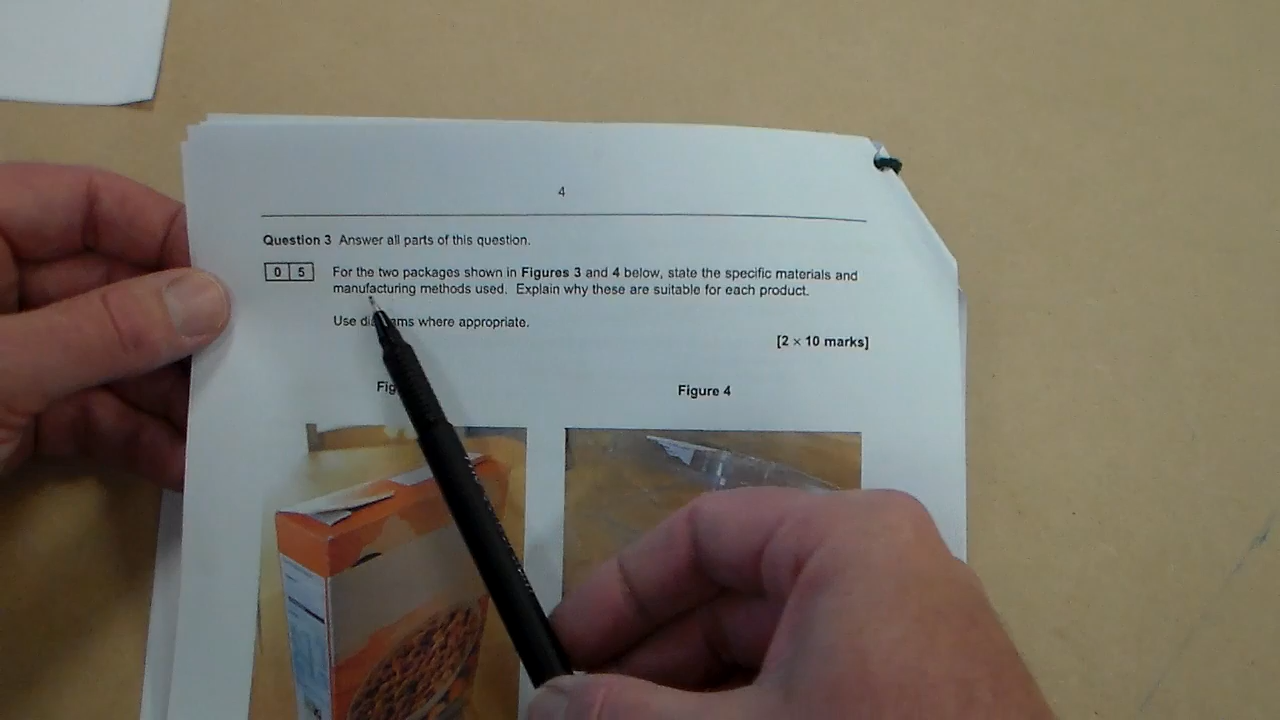 4
Question 3 Answer all parts of this question.
0 5 For the two packages shown in Figures 3 and 4 below, state the specific materials and
manufacturing methods used. Explain why these are suitable for each product.
Use where appropriate.
[2 × 10 marks]
Figure 4